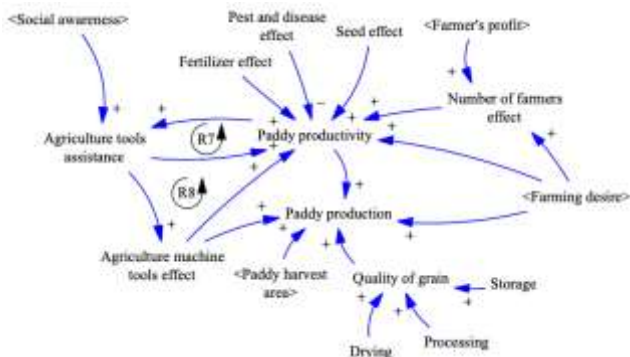 <Social awareness>
Pest and disease
effect
Seed effect
<Farmer's profit>
Fertilizer effect
Number of farmers
effect
Agriculture tools
assistance
R7
Paddy productivity
R8
<Farming desire>
Paddy production
Agriculture machine
tools effect
<Paddy harvest
area>
Quality of grain
Storage
Drying
Processing